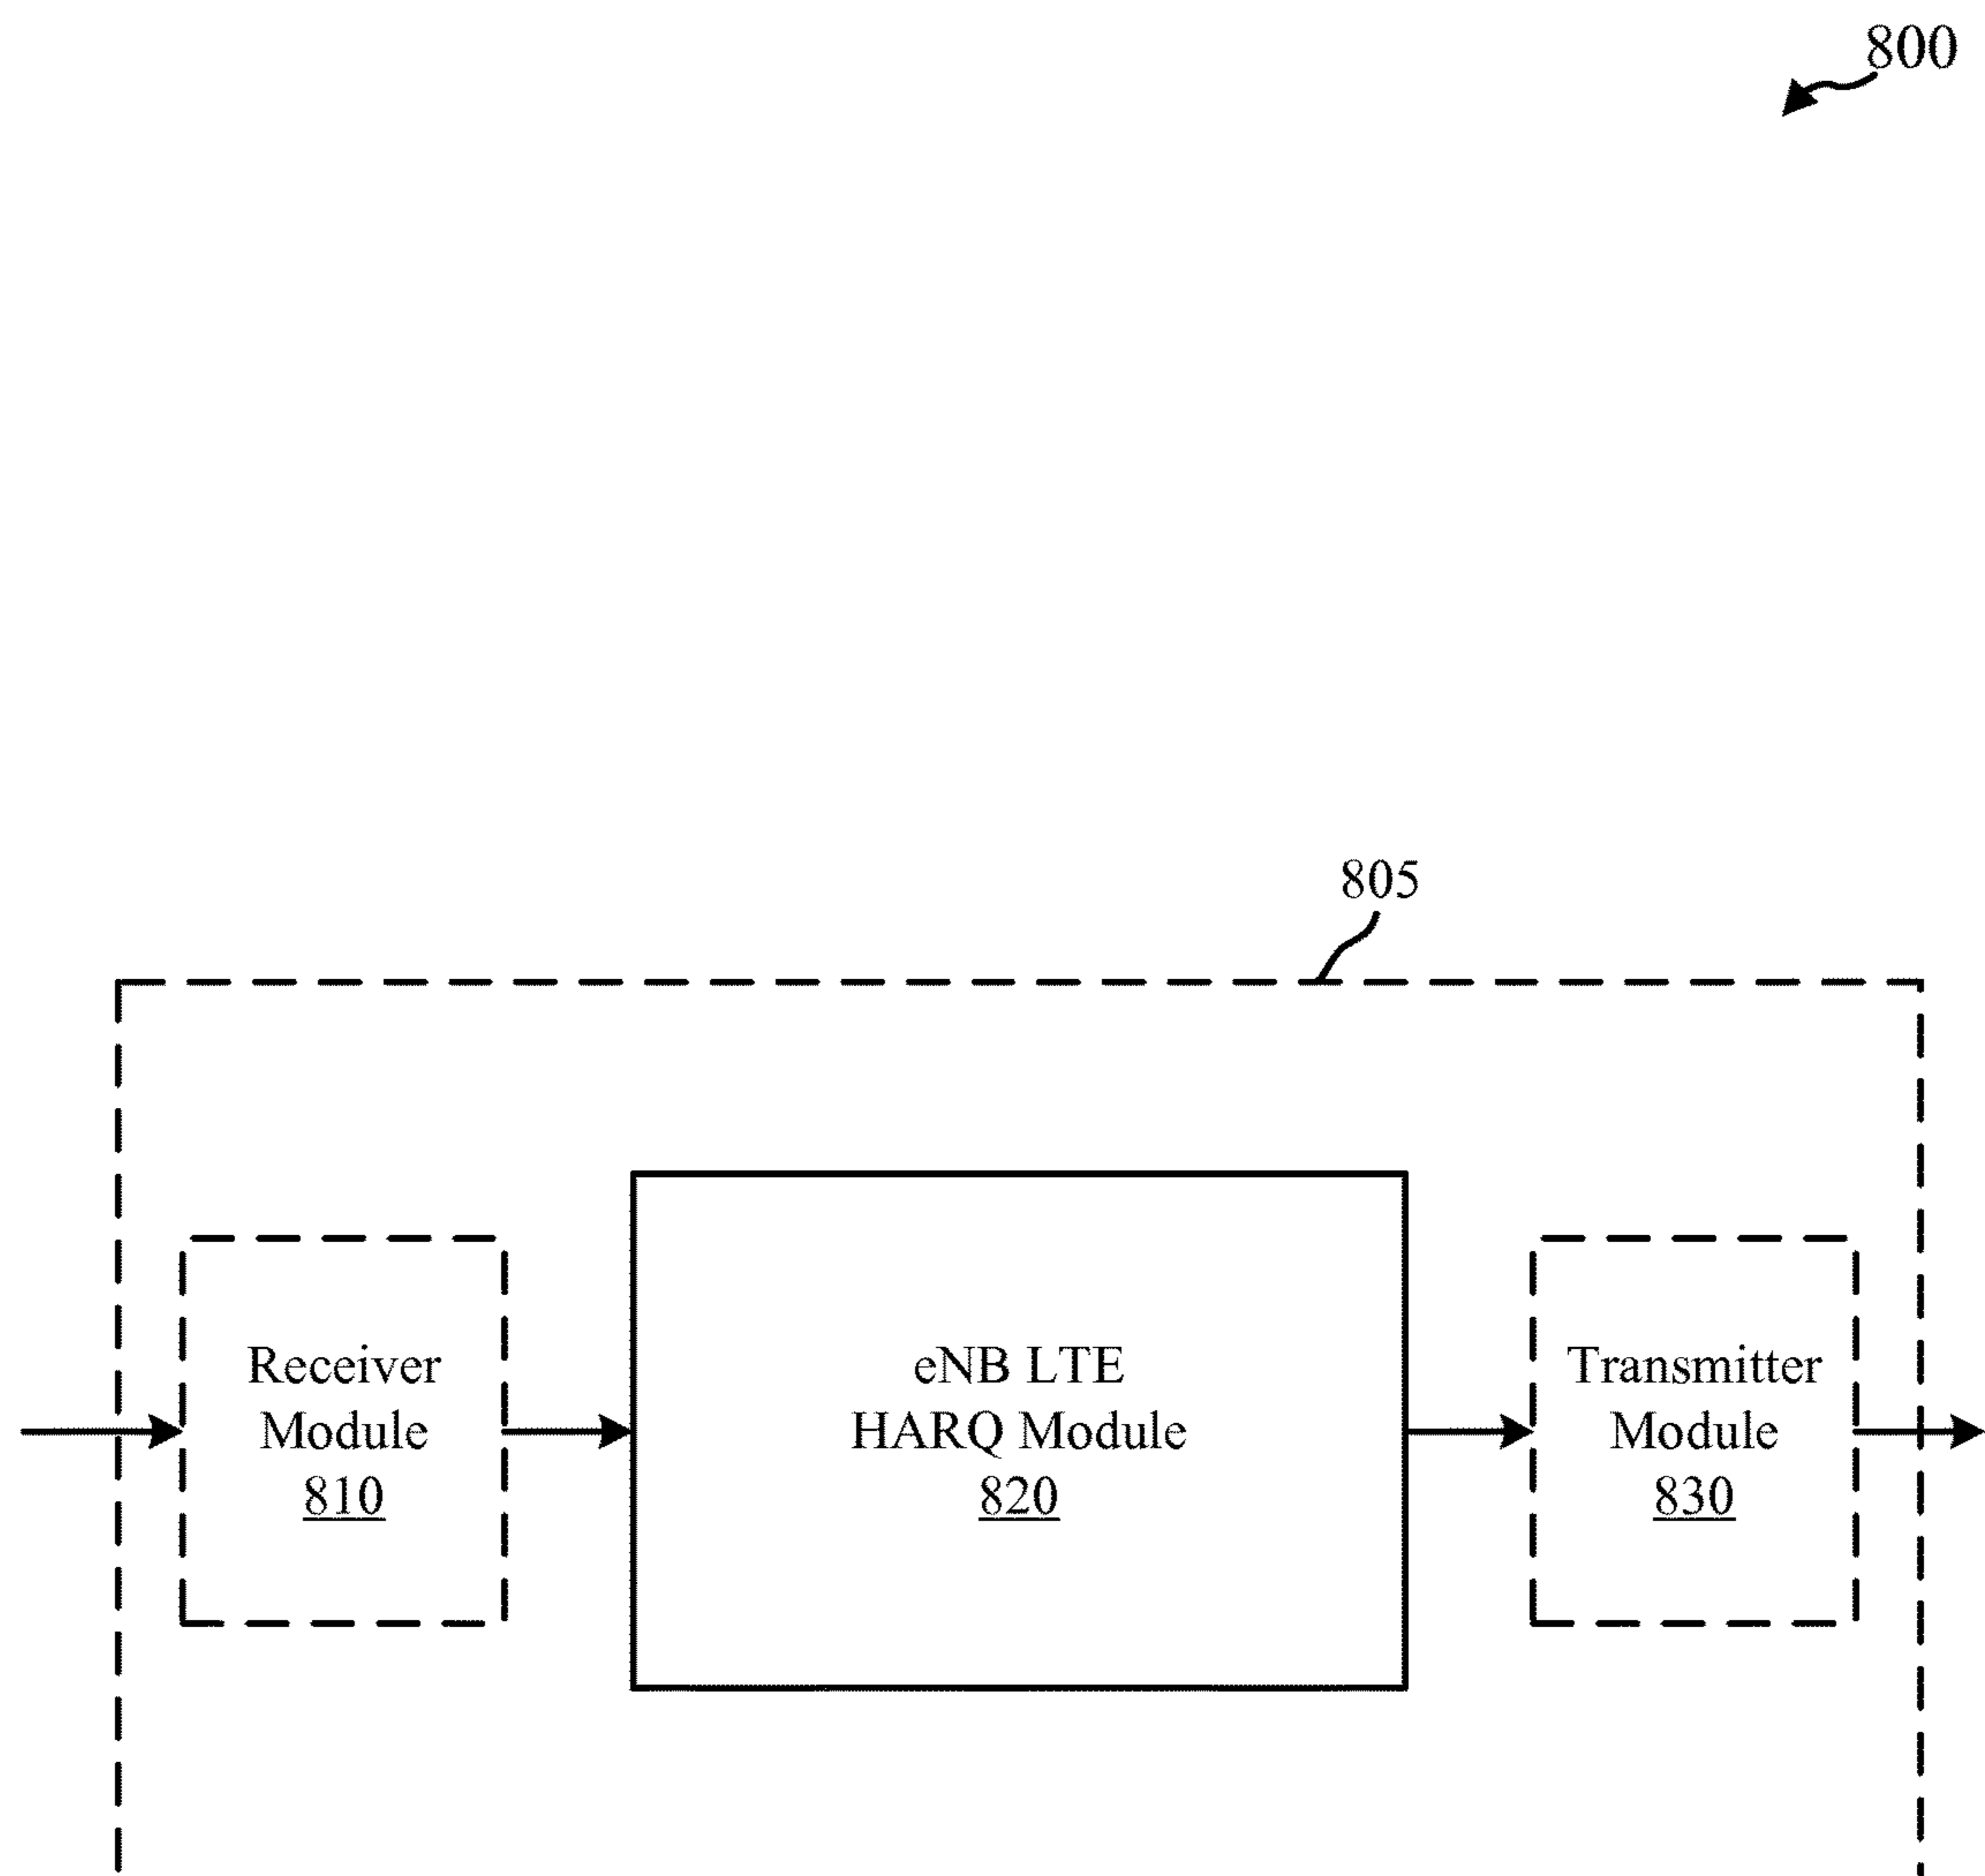 800
805
Receiver
Module
810
eNB LTE
HARQ Module
820
Transmitter
Module
830